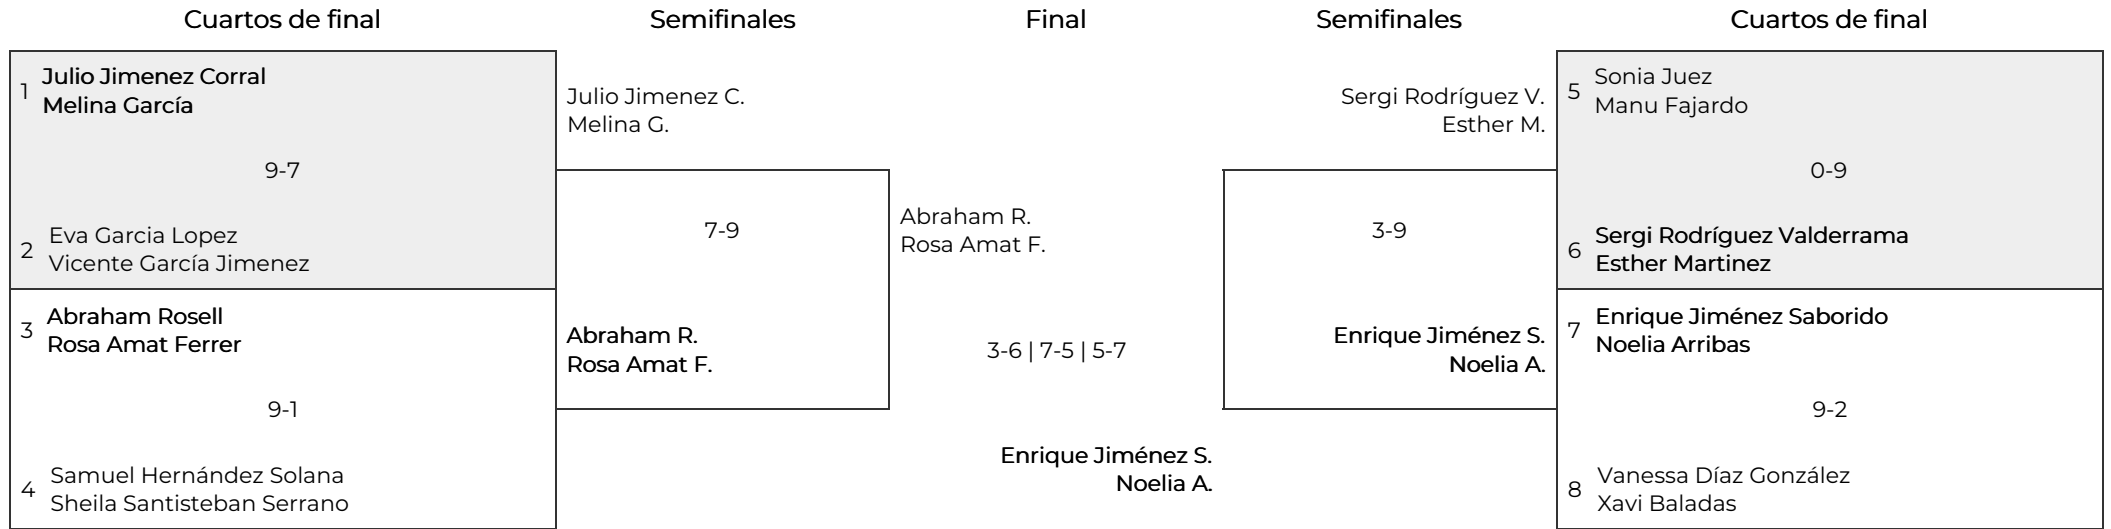 Cuartos de final
Semifinales
Final
Semifinales
Cuartos de final
1
Julio Jimenez Corral
Melina García
9-7
2
Eva Garcia Lopez
Vicente García Jimenez
3
Abraham Rosell
Rosa Amat Ferrer
9-1
4
Samuel Hernández Solana
Sheila Santisteban Serrano
Julio Jimenez C.
Melina G.
7-9
Abraham R.
Rosa Amat F.
Abraham R.
Rosa Amat F.
3-6 | 7-5 | 5-7
Enrique Jiménez S.
Noelia A.
Sergi Rodríguez V.
Esther M.
3-9
Enrique Jiménez S.
Noelia A.
5
Sonia Juez
Manu Fajardo
0-9
6
Sergi Rodríguez Valderrama
Esther Martinez
7
Enrique Jiménez Saborido
Noelia Arribas
9-2
8
Vanessa Díaz González
Xavi Baladas